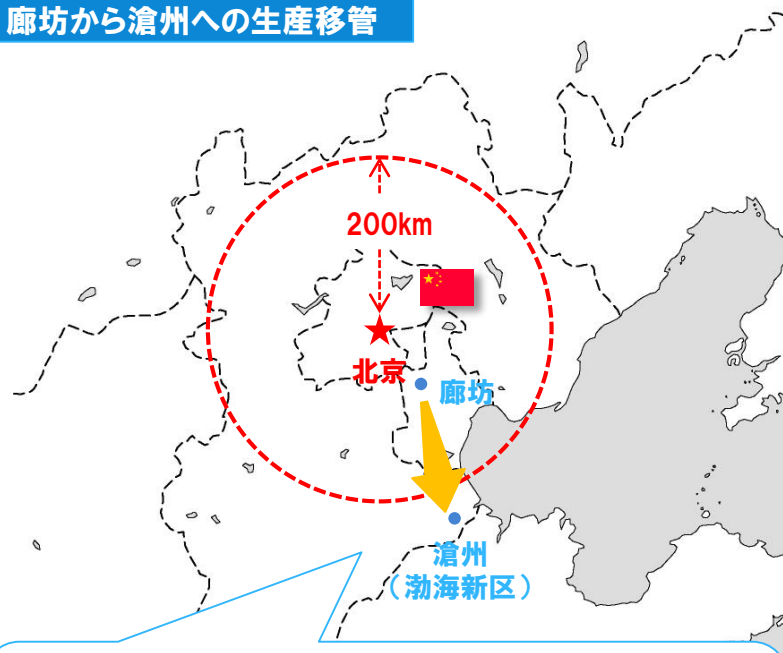 廊坊から滄州への生産移管
200km
北京
廊坊
滄州
（渤海新区）